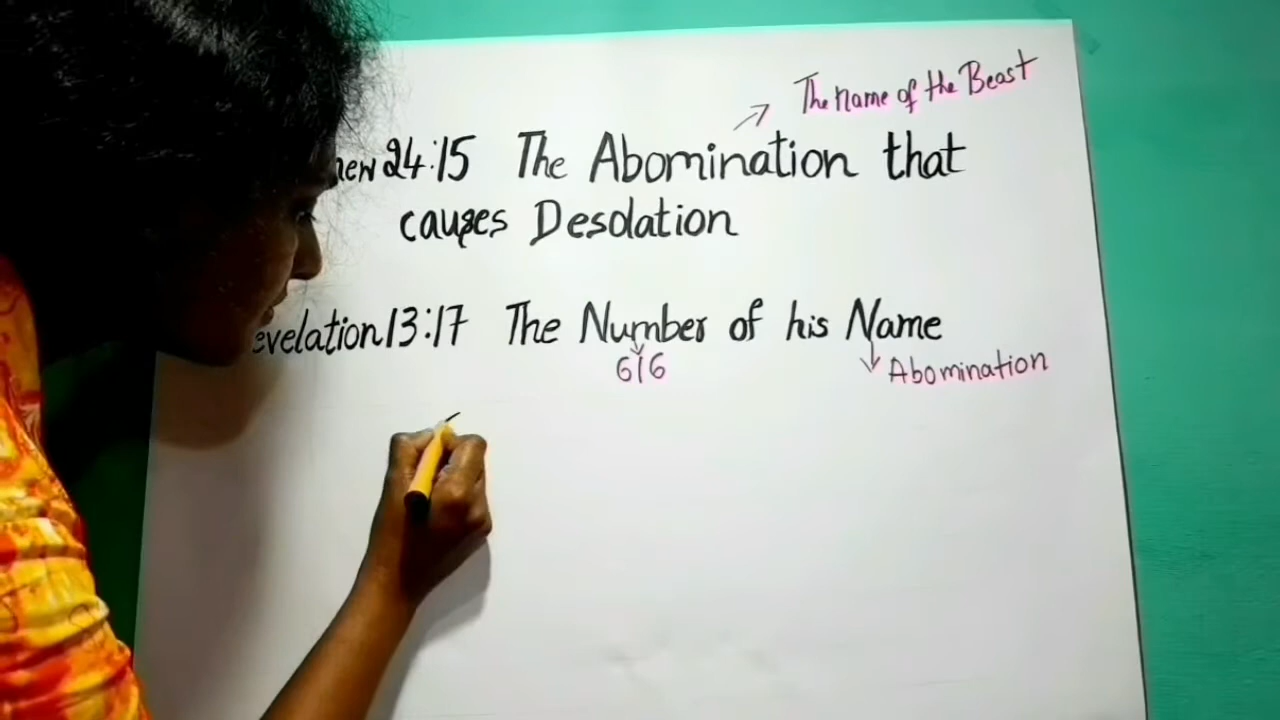 The name of the Beast
new 24:15 The Abomination that
causes Desolation
evelation 13:17 The Number of his Name
616
Abomination